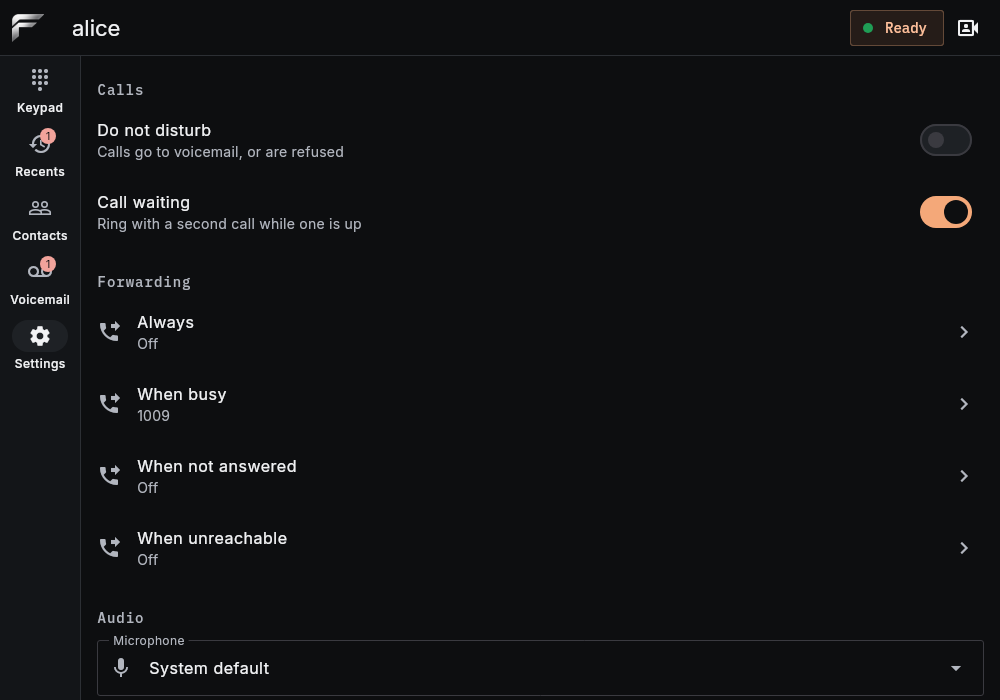 alice
Ready
Keypad
1
Recents
Contacts
1
Voicemail
Settings
Calls
Do not disturb
Calls go to voicemail, or are refused
Call waiting
Ring with a second call while one is up
Forwarding
Always
Off
When busy
1009
When not answered
Off
When unreachable
Off
Audio
Microphone
System default